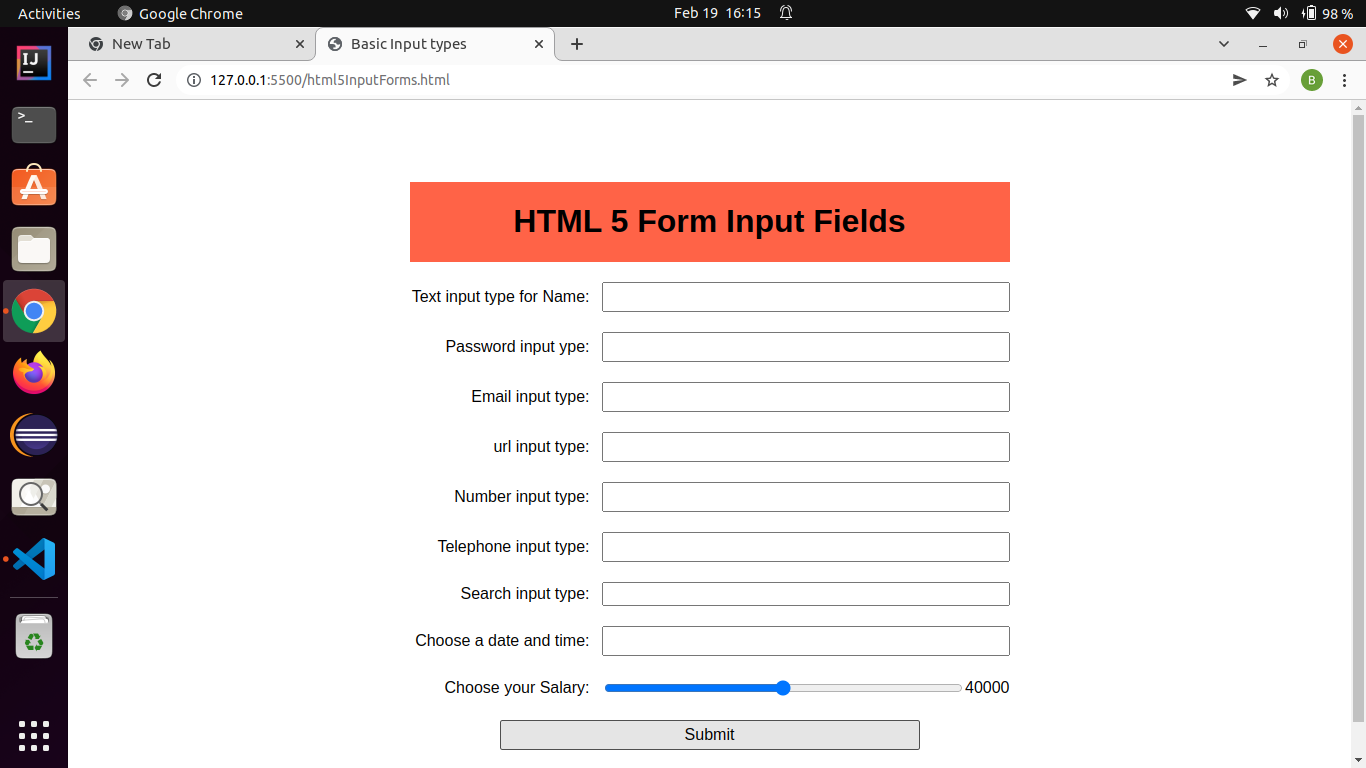 Activities Google Chrome Feb 19 16:15 98 %
New Tab Basic Input types
127.0.0.1:5500/html5InputForms.html B
IJ
>_
A
HTML 5 Form Input Fields
Text input type for Name:
Password input ype:
Email input type:
url input type:
Number input type:
Telephone input type:
Search input type:
Choose a date and time:
Choose your Salary: 40000
Submit